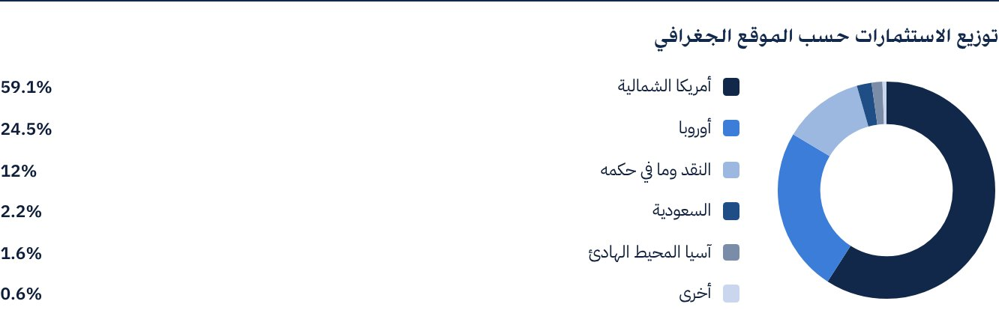 توزيع الاستثمارات حسب الموقع الجغرافي
أمريكا الشمالية 59.1%
أوروبا 24.5%
النقد وما في حكمه 12%
السعودية 2.2%
آسيا المحيط الهادئ 1.6%
أخرى 0.6%